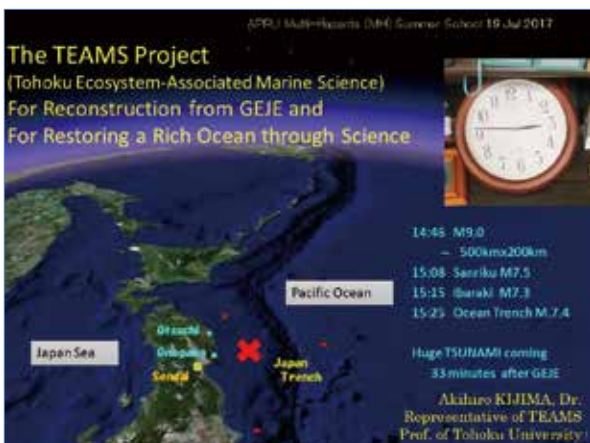 APRU Multi-Hazards (MH) Summer School 19 Jul 2017
The TEAMS Project
(Tohoku Ecosystem-Associated Marine Science)
For Reconstruction from GEJE and
For Restoring a Rich Ocean through Science
14:46 M9.0
~ 500kmx200km
15:08 Sanriku M7.5
15:15 Ibaraki M7.3
15:25 Ocean Trench M.7.4
Pacific Ocean
Otsuchi
Japan Sea
Onagawa
Sendai
Japan
Trench
Huge TSUNAMI coming
33 minutes after GEJE
Akihiro KIJIMA, Dr.
Representative of TEAMS
Prof. of Tohoku University